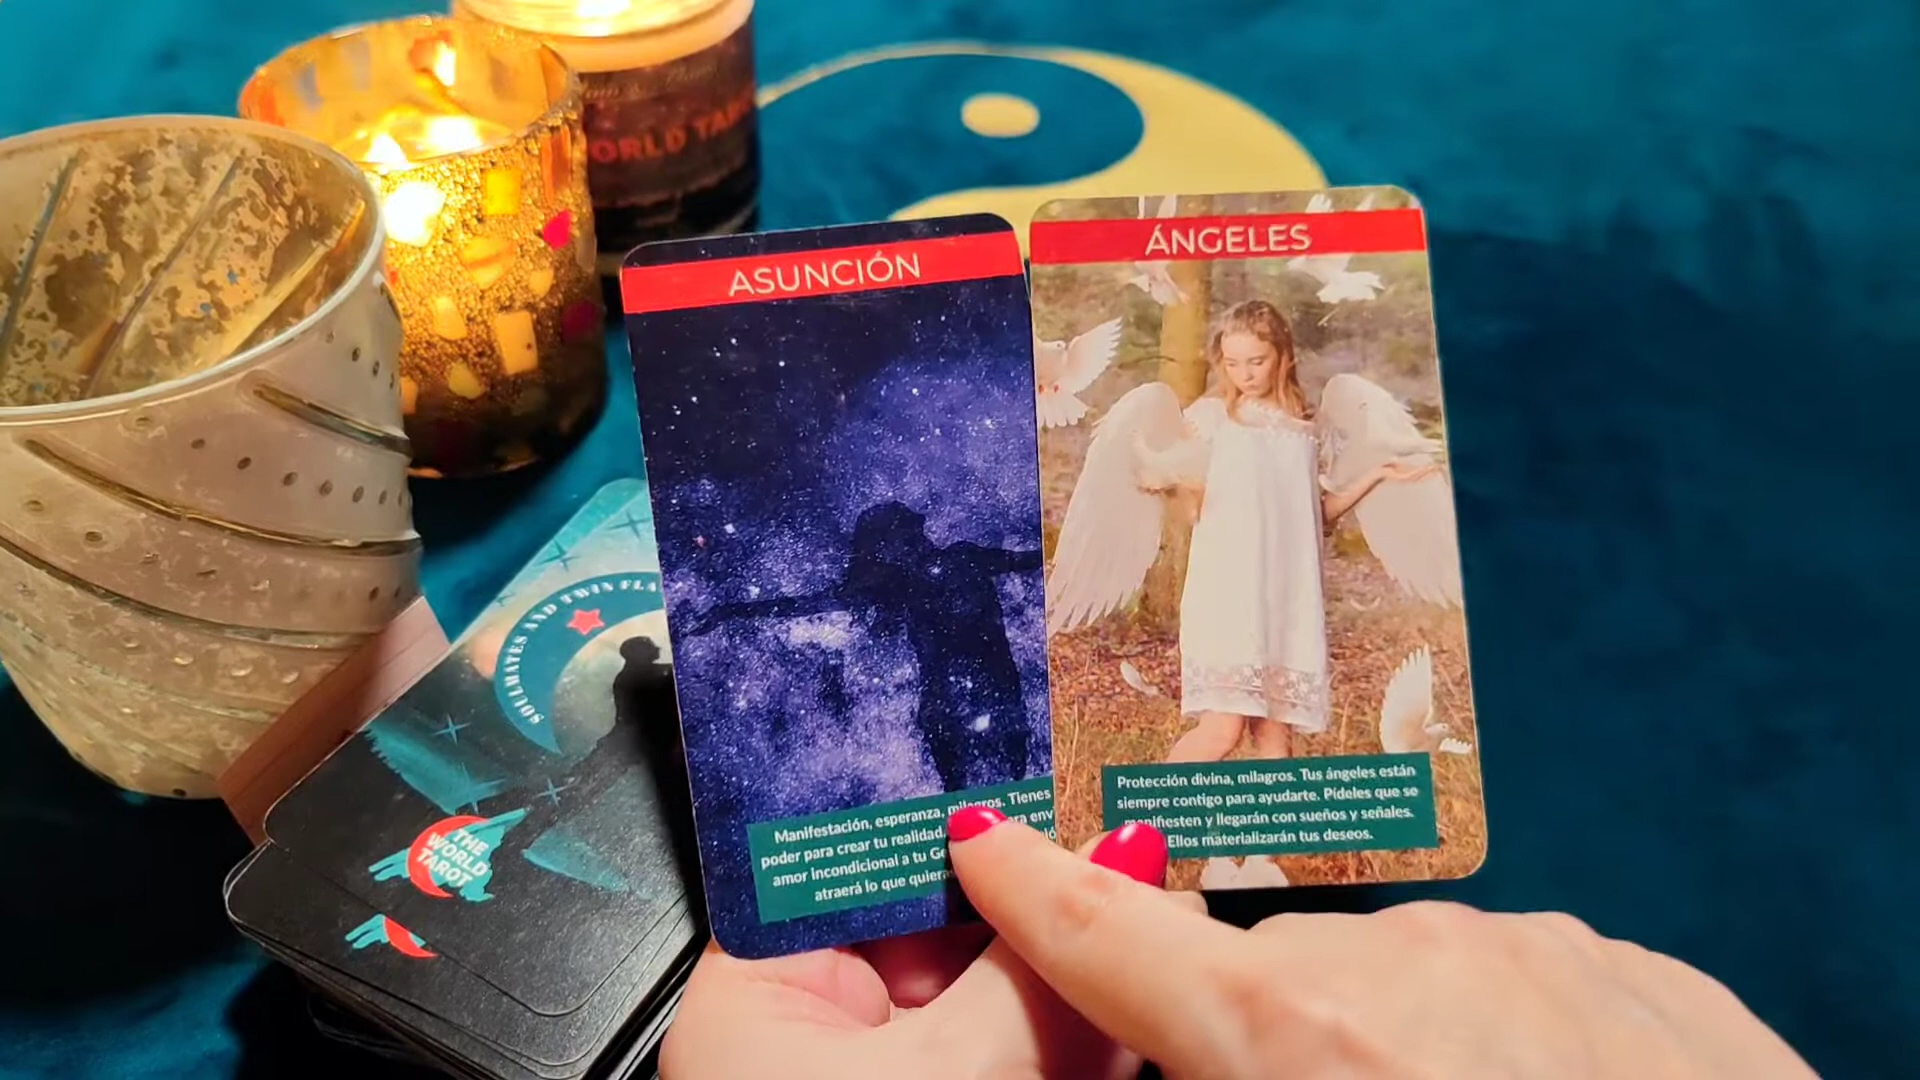 ORLD TAR
ASUNCIÓN
Manifestación, esperanza, milagros. Tienes
poder para crear tu realidad.
amor incondicional a tu
atraerá lo que
ÁNGELES
Protección divina, milagros. Tus ángeles están
siempre contigo para ayudarte. Pídeles que se
manifiesten y llegarán con sueños y señales.
Ellos materializarán tus deseos.
SOULMATES AND TWIN FLA
THE
WORLD
TAROT